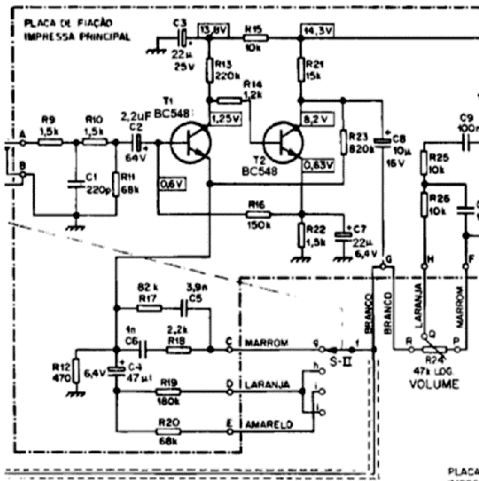 PLACA DE FIAÇÃO
IMPRESSA PRINCIPAL
C3
22µ
25V
13,8V
R15
10k
14,3V
R13
220k
R14
1,2k
R21
15k
T1
BC548
2,2uF
C2
64V
1,25V
8,2V
R9
1,5k
R10
1,5k
A
B
C1
220p
R11
68k
0,6V
T2
BC548
0,63V
R23
820k
C8
10µ
16V
C9
100n
R25
10k
R26
10k
R16
150k
R22
1,5k
C7
22µ
6,4V
G
H
F
82k
R17
3,9n
C5
1n
C6
2,2k
R18
C
MARROM
g
f
S-II
R12
470
6,4V
C4
47µ
R19
180k
D
LARANJA
h
i
j
R20
68k
E
AMARELO
BRANCO
BRANCO
LARANJA
MARROM
R
Q
P
R24
47k LOG.
VOLUME
PLACA